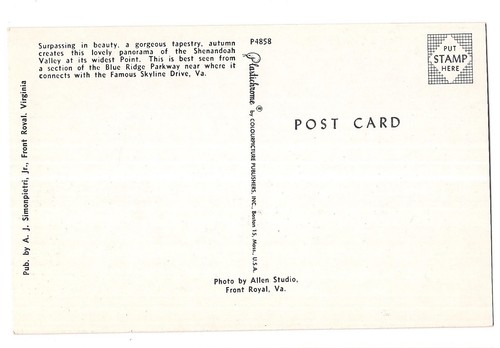 Surpassing in beauty, a gorgeous tapestry, autumn
creates this lovely panorama of the Shenandoah
Valley at its widest Point. This is best seen from
a section of the Blue Ridge Parkway near where it
connects with the Famous Skyline Drive, Va.
Pub. by A. J. Simonpietri, Jr., Front Royal, Virginia
P4858
Plastichrome ® by COLOURPICTURE PUBLISHERS, INC., Boston 15, Mass., U.S.A.
PUT
STAMP
HERE
POST CARD
Photo by Allen Studio,
Front Royal, Va.